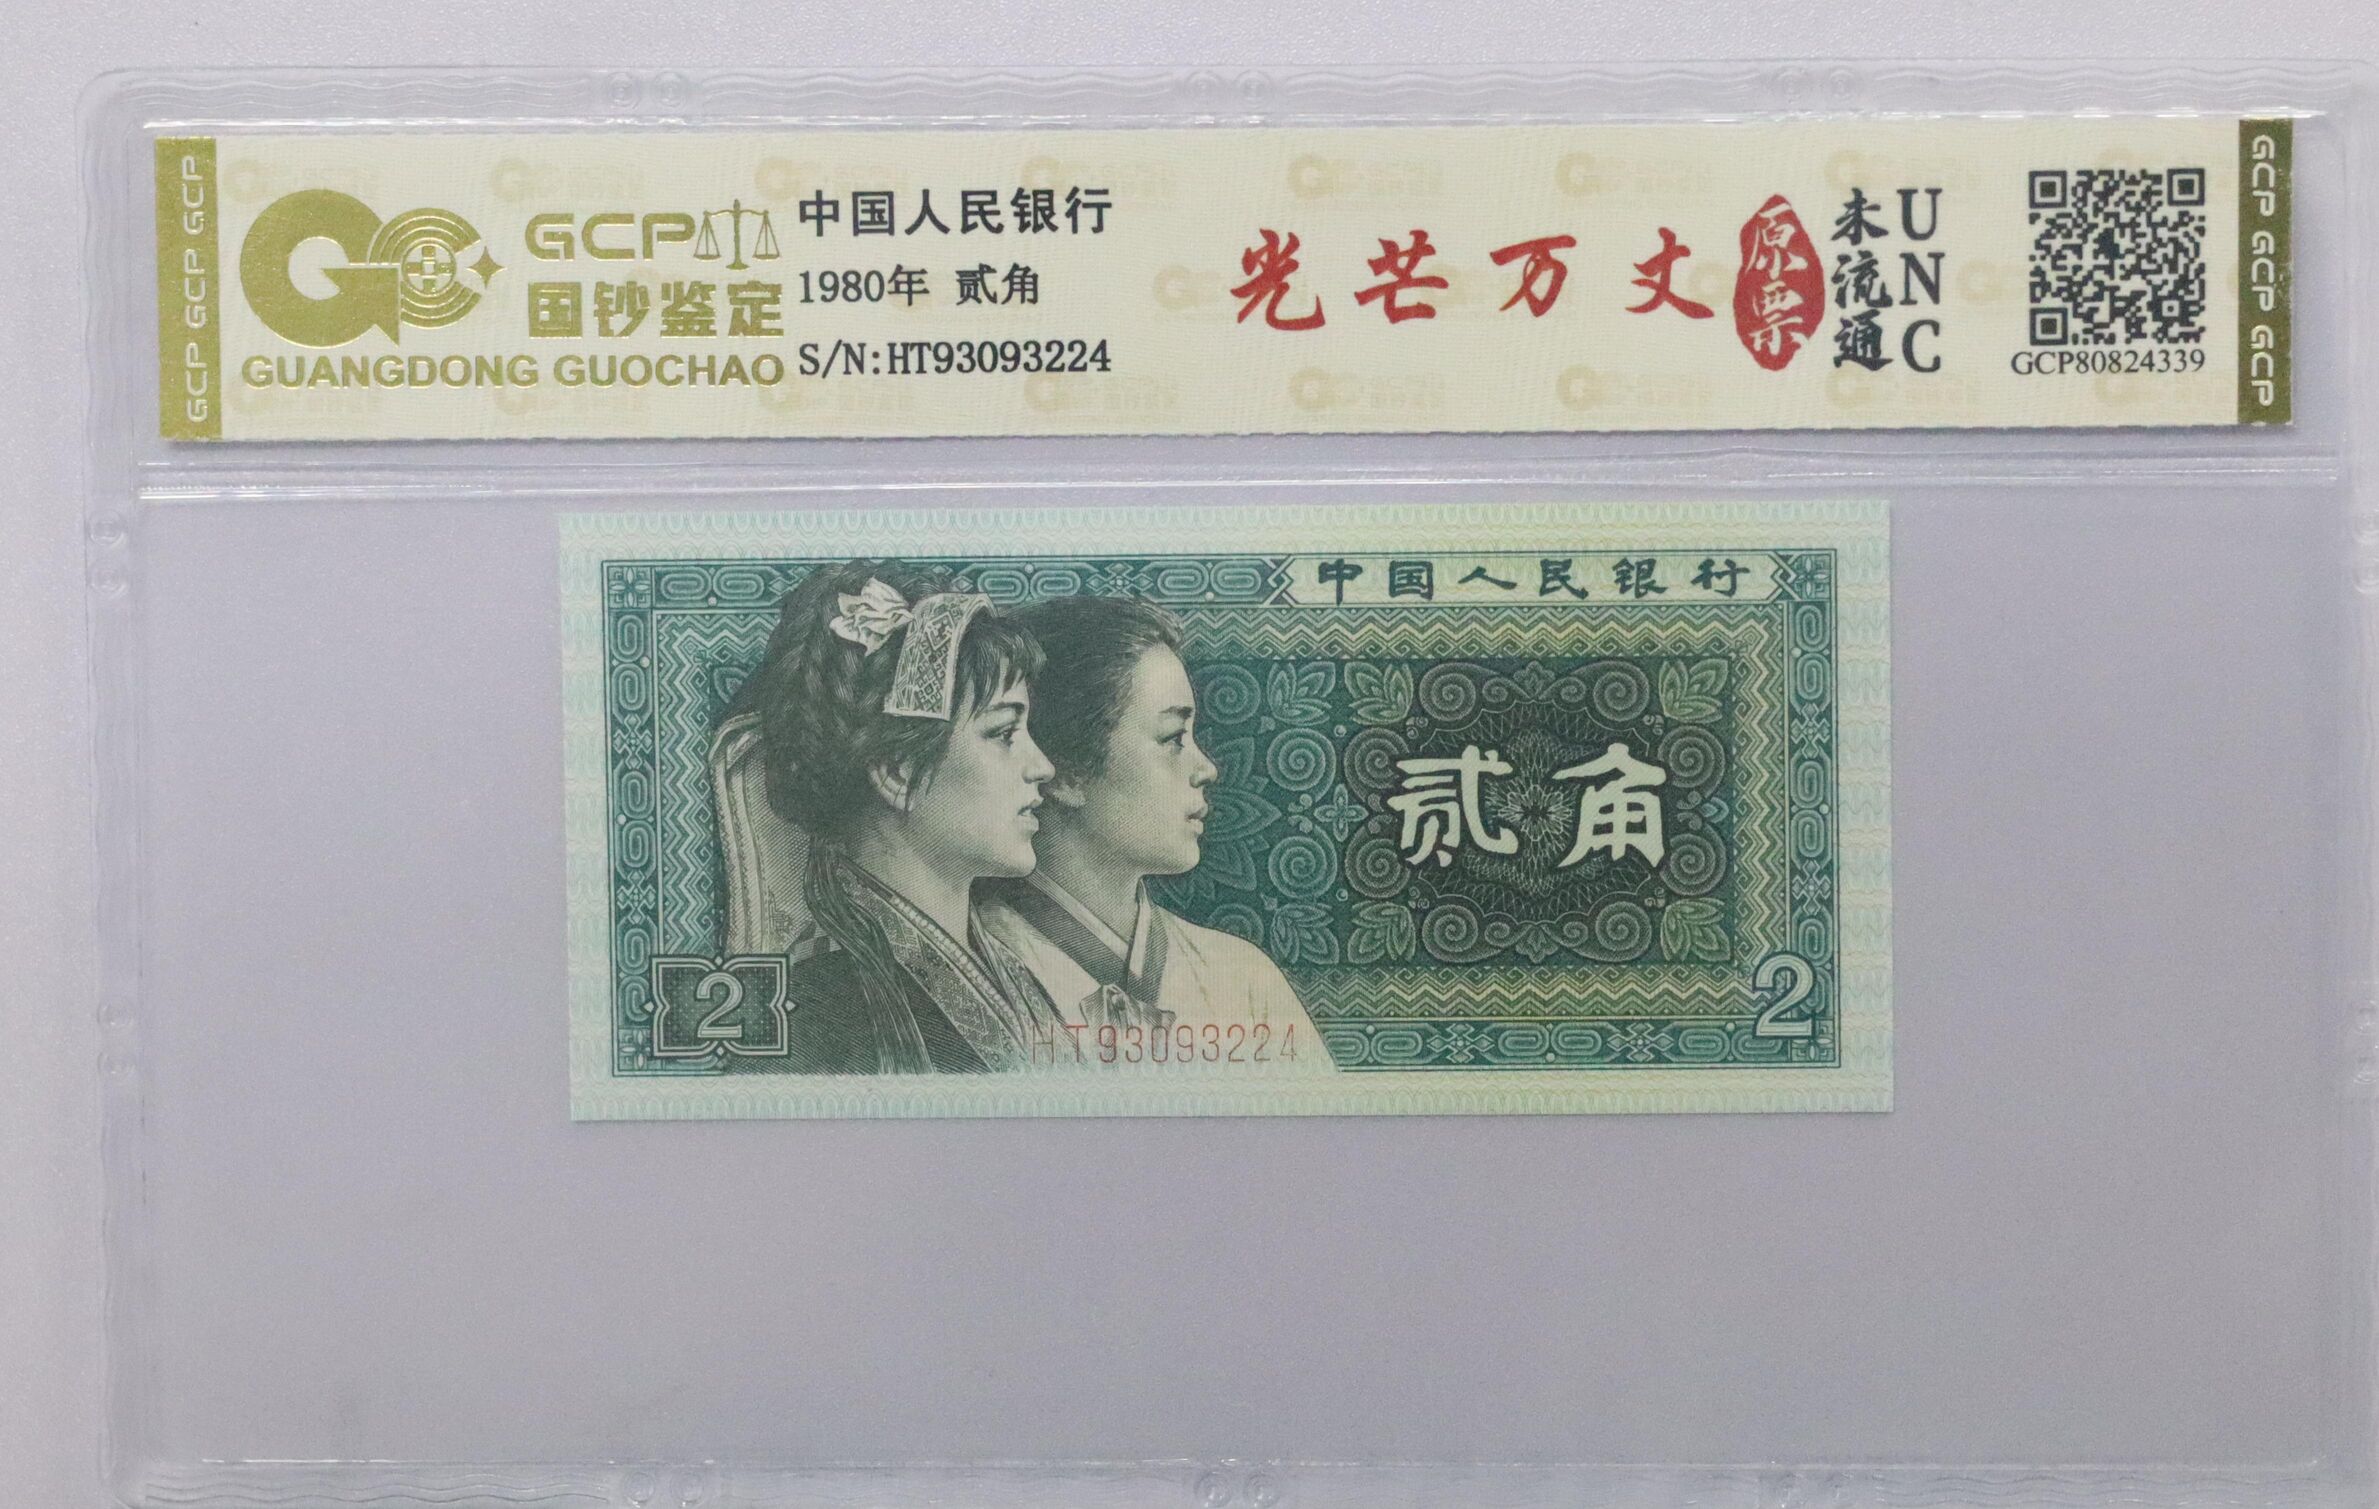 GCP GCP GCP
GCP
国钞鉴定
GUANGDONG GUOCHAO
中国人民银行
1980年 贰角
S/N:HT93093224
光芒万丈
原票
未流通
UNC
GCP80824339
GCP GCP GCP
中国人民银行
贰角
2
2
HT93093224